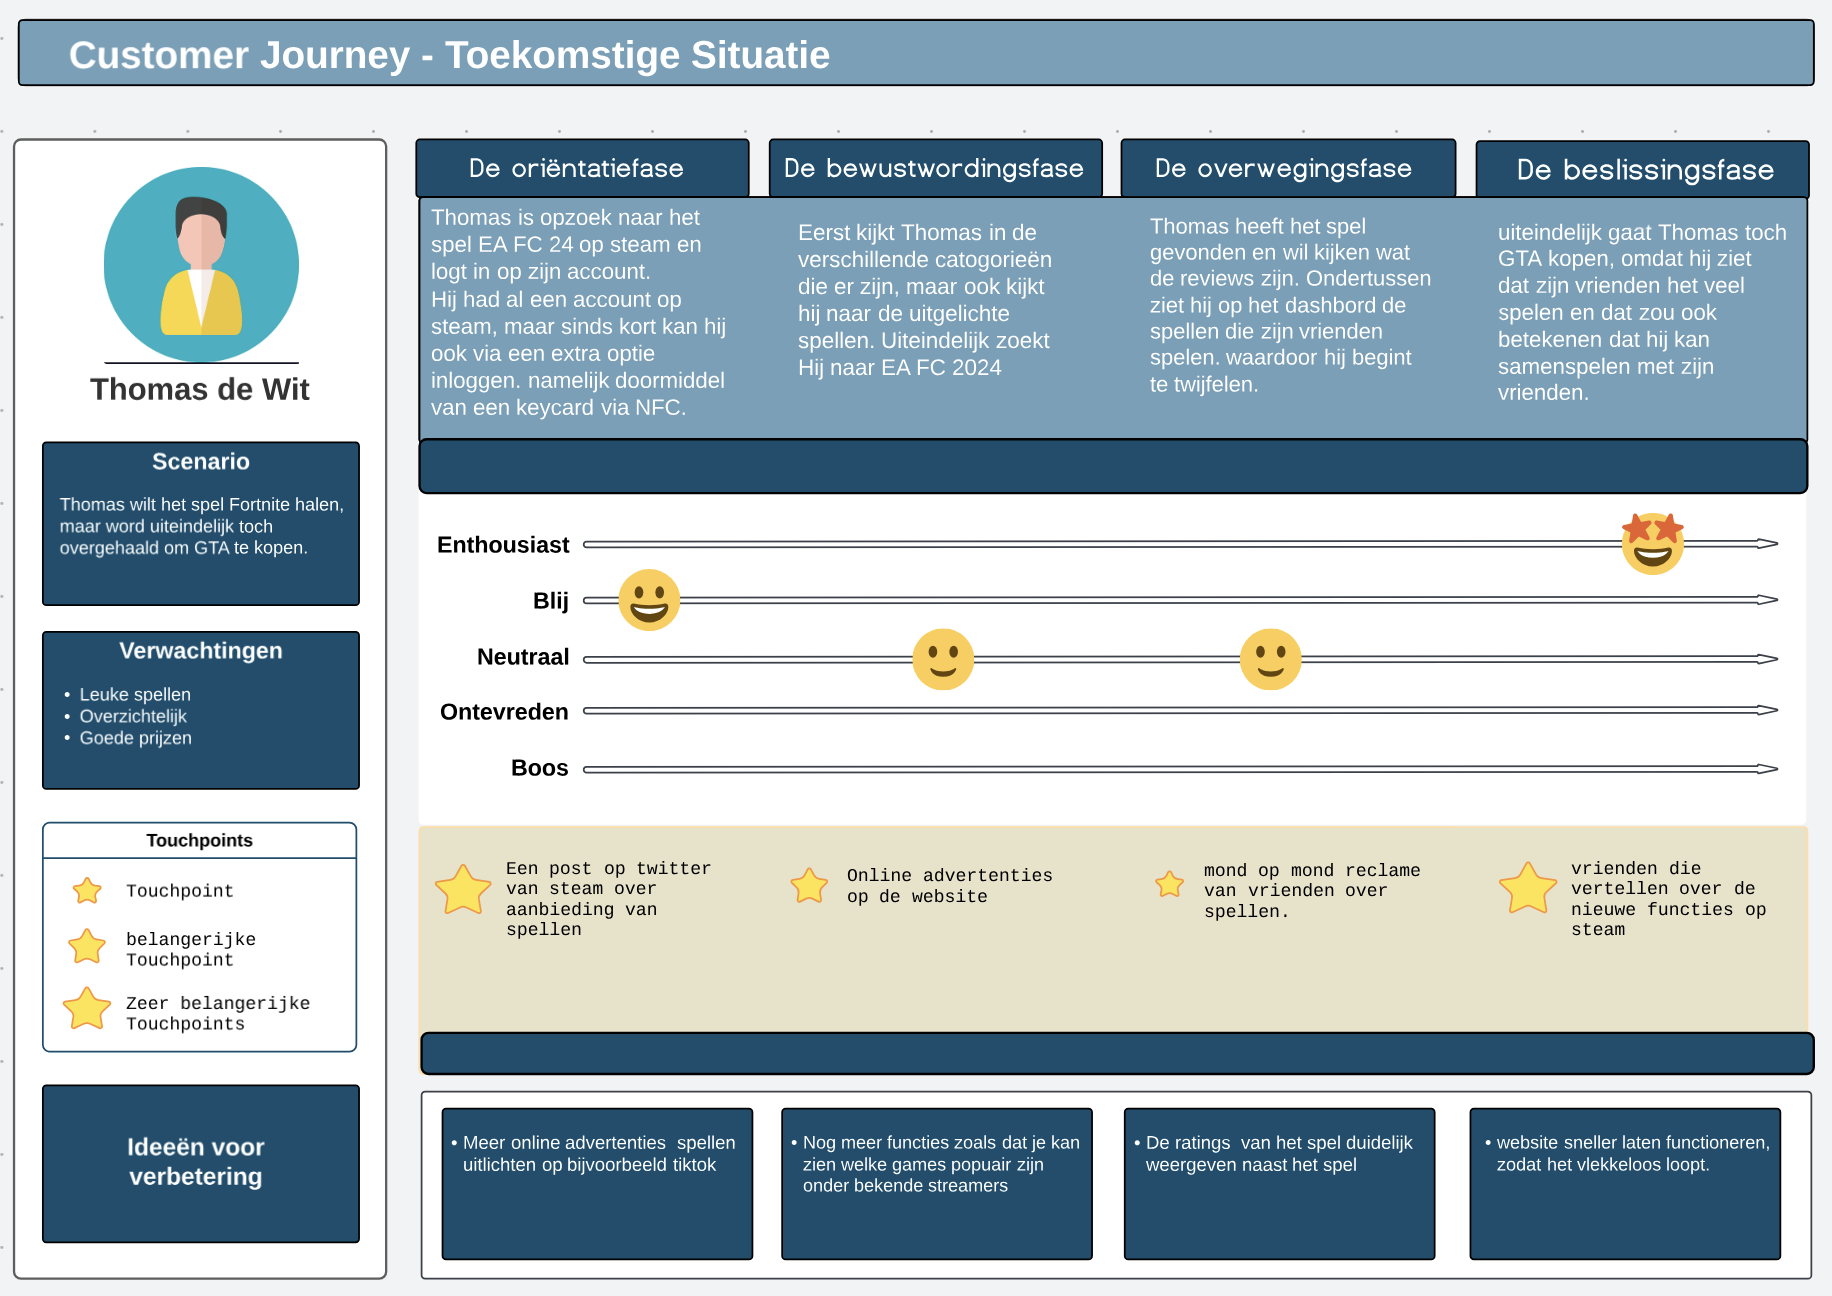 Customer Journey - Toekomstige Situatie
Thomas de Wit
Scenario
Thomas wilt het spel Fortnite halen,
maar word uiteindelijk toch
overgehaald om GTA te kopen.
Verwachtingen
• Leuke spellen
• Overzichtelijk
• Goede prijzen
Touchpoints
Touchpoint
belangerijke
Touchpoint
Zeer belangerijke
Touchpoints
Ideeën voor
verbetering
De oriëntatiefase
Thomas is opzoek naar het
spel EA FC 24 op steam en
logt in op zijn account.
Hij had al een account op
steam, maar sinds kort kan hij
ook via een extra optie
inloggen. namelijk doormiddel
van een keycard via NFC.
De bewustwordingsfase
Eerst kijkt Thomas in de
verschillende catogorieën
die er zijn, maar ook kijkt
hij naar de uitgelichte
spellen. Uiteindelijk zoekt
Hij naar EA FC 2024
De overwegingsfase
Thomas heeft het spel
gevonden en wil kijken wat
de reviews zijn. Ondertussen
ziet hij op het dashbord de
spellen die zijn vrienden
spelen. waardoor hij begint
te twijfelen.
De beslissingsfase
uiteindelijk gaat Thomas toch
GTA kopen, omdat hij ziet
dat zijn vrienden het veel
spelen en dat zou ook
betekenen dat hij kan
samenspelen met zijn
vrienden.
Enthousiast
Blij
Neutraal
Ontevreden
Boos
Een post op twitter
van steam over
aanbieding van
spellen
Online advertenties
op de website
mond op mond reclame
van vrienden over
spellen.
vrienden die
vertellen over de
nieuwe functies op
steam
• Meer online advertenties  spellen
uitlichten op bijvoorbeeld tiktok
• Nog meer functies zoals dat je kan
zien welke games popuair zijn
onder bekende streamers
• De ratings  van het spel duidelijk
weergeven naast het spel
• website sneller laten functioneren,
zodat het vlekkeloos loopt.